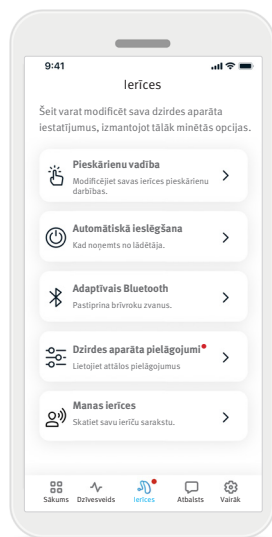 9:41
Ierīces
Šeit varat modificēt sava dzirdes aparāta
iestatījumus, izmantojot tālāk minētās opcijas.
Pieskārienu vadība
Modificējiet savas ierīces pieskārienu
darbības.
Automātiskā ieslēgšana
Kad noņemts no lādētāja.
Adaptīvais Bluetooth
Pastiprina brīvroku zvanus.
Dzirdes aparāta pielāgojumi
Lietojiet attālos pielāgojumus
Manas ierīces
Skatiet savu ierīču sarakstu.
Sākums Dzīvesveids Ierīces Atbalsts Vairāk